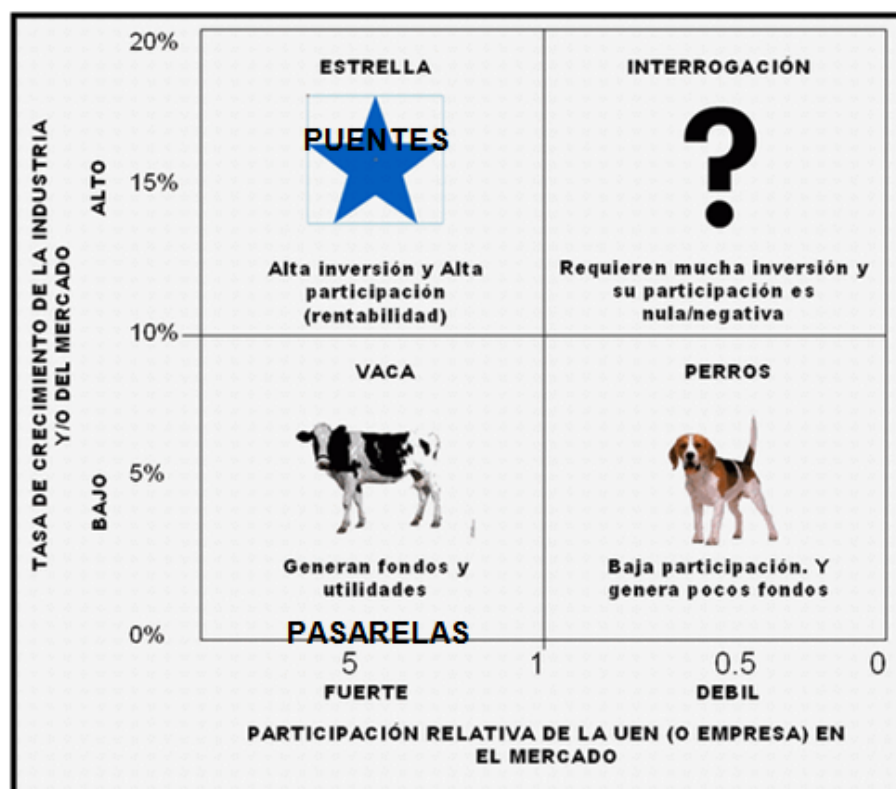 20%
ESTRELLA
INTERROGACIÓN
PUENTES
?
ALTO
15%
Alta inversión y Alta
participación
(rentabilidad)
Requieren mucha inversión y
su participación es
nula/negativa
TASA DE CRECIMIENTO DE LA INDUSTRIA
Y/O DEL MERCADO
10%
VACA
PERROS
BAJO
5%
Generan fondos y
utilidades
Baja participación. Y
genera pocos fondos
0%
PASARELAS
5
1
0.5
0
FUERTE
DEBIL
PARTICIPACIÓN RELATIVA DE LA UEN (O EMPRESA) EN
EL MERCADO